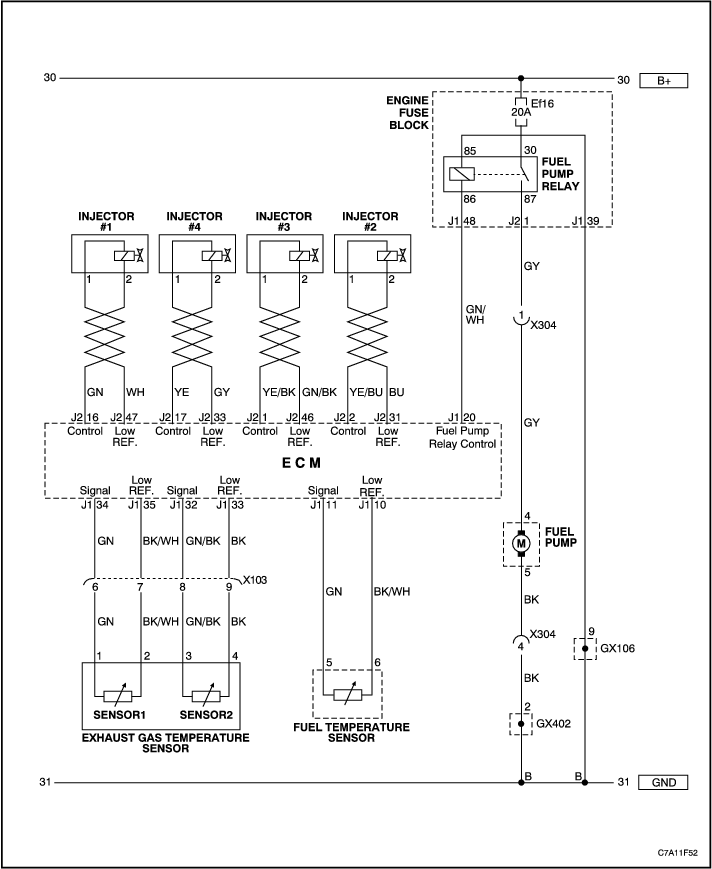 30 30 B+
ENGINE
FUSE
BLOCK
Ef16
20A
85 30
FUEL
PUMP
RELAY
86 87
J1 48 J2 1 J1 39
INJECTOR
#1
INJECTOR
#4
INJECTOR
#3
INJECTOR
#2
1 2 1 2 1 2 1 2
GY
GN/
WH
1 X304
GN WH YE GY YE/BK GN/BK YE/BU BU
GY
J2 16 J2 47 J2 17 J2 33 J2 1 J2 46 J2 2 J2 31 J1 20
Control Low
REF.
Control Low
REF.
Control Low
REF.
Control Low
REF.
Fuel Pump
Relay Control
E C M
Signal Low
REF.
Signal Low
REF.
Signal Low
REF.
J1 34 J1 35 J1 32 J1 33 J1 11 J1 10
4
FUEL
PUMP
M
5
GN BK/WH GN/BK BK
X103
6 7 8 9
GN BK/WH
BK
GN BK/WH GN/BK BK
X304
4
9
GX106
1 2 3 4
5 6
BK
SENSOR1 SENSOR2
EXHAUST GAS TEMPERATURE
SENSOR
FUEL TEMPERATURE
SENSOR
2
GX402
31 B B 31 GND
C7A11F52